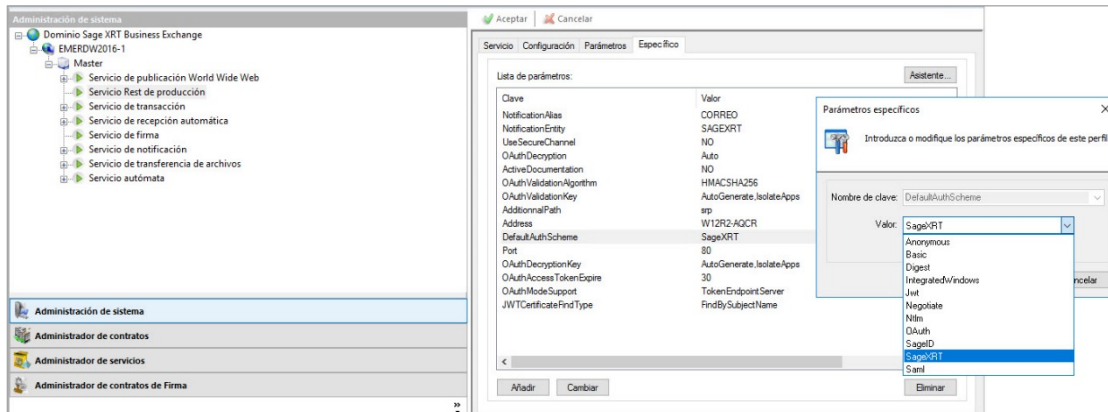 Administración de sistema
Dominio Sage XRT Business Exchange
EMERDW2016-1
Master
Servicio de publicación World Wide Web
Servicio Rest de producción
Servicio de transacción
Servicio de recepción automática
Servicio de firma
Servicio de notificación
Servicio de transferencia de archivos
Servicio autómata
Administración de sistema
Administrador de contratos
Administrador de servicios
Administrador de contratos de Firma
»
Aceptar Cancelar
Servicio Configuración Parámetros Específico
Lista de parámetros: Asistente...
Clave Valor
NotificationAlias CORREO
NotificationEntity SAGEXRT
UseSecureChannel NO
OAuthDecryption Auto
ActiveDocumentation NO
OAuthValidationAlgorithm HMACSHA256
OAuthValidationKey AutoGenerate,IsolateApps
AdditionnalPath srp
Address W12R2-AQCR
DefaultAuthScheme SageXRT
Port 80
OAuthDecryptionKey AutoGenerate,IsolateApps
OAuthAccessTokenExpire 30
OAuthModeSupport TokenEndpointServer
JWTCertificateFindType FindBySubjectName
Añadir Cambiar Eliminar
Parámetros específicos
Introduzca o modifique los parámetros específicos de este perfil
Nombre de clave: DefaultAuthScheme
Valor: SageXRT
Anonymous
Basic
Digest
IntegratedWindows
Jwt
Negotiate
Ntlm
OAuth
SageID
SageXRT
Saml
ncelar